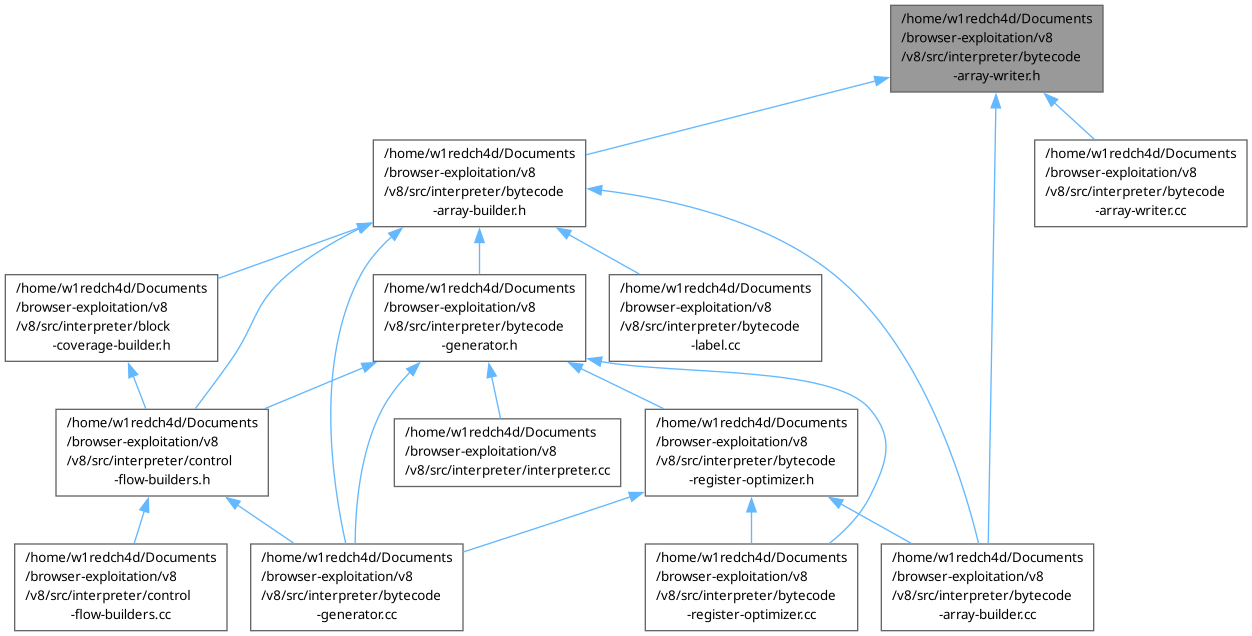 /home/w1redch4d/Documents
/browser-exploitation/v8
/v8/src/interpreter/bytecode
-array-writer.h
/home/w1redch4d/Documents
/browser-exploitation/v8
/v8/src/interpreter/bytecode
-array-builder.h
/home/w1redch4d/Documents
/browser-exploitation/v8
/v8/src/interpreter/bytecode
-array-writer.cc
/home/w1redch4d/Documents
/browser-exploitation/v8
/v8/src/interpreter/block
-coverage-builder.h
/home/w1redch4d/Documents
/browser-exploitation/v8
/v8/src/interpreter/bytecode
-generator.h
/home/w1redch4d/Documents
/browser-exploitation/v8
/v8/src/interpreter/bytecode
-label.cc
/home/w1redch4d/Documents
/browser-exploitation/v8
/v8/src/interpreter/control
-flow-builders.h
/home/w1redch4d/Documents
/browser-exploitation/v8
/v8/src/interpreter/interpreter.cc
/home/w1redch4d/Documents
/browser-exploitation/v8
/v8/src/interpreter/bytecode
-register-optimizer.h
/home/w1redch4d/Documents
/browser-exploitation/v8
/v8/src/interpreter/control
-flow-builders.cc
/home/w1redch4d/Documents
/browser-exploitation/v8
/v8/src/interpreter/bytecode
-generator.cc
/home/w1redch4d/Documents
/browser-exploitation/v8
/v8/src/interpreter/bytecode
-register-optimizer.cc
/home/w1redch4d/Documents
/browser-exploitation/v8
/v8/src/interpreter/bytecode
-array-builder.cc